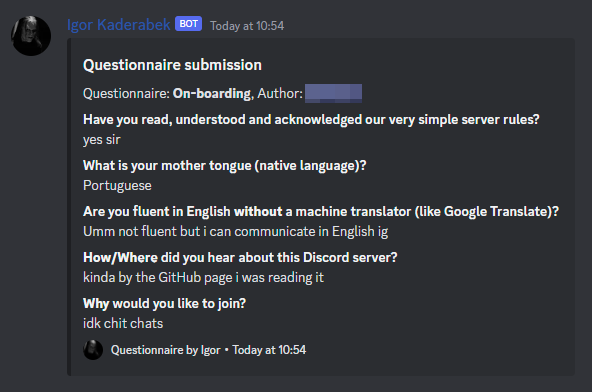 Igor Kaderabek BOT Today at 10:54
Questionnaire submission
Questionnaire: On-boarding, Author:
Have you read, understood and acknowledged our very simple server rules?
yes sir
What is your mother tongue (native language)?
Portuguese
Are you fluent in English without a machine translator (like Google Translate)?
Umm not fluent but i can communicate in English ig
How/Where did you hear about this Discord server?
kinda by the GitHub page i was reading it
Why would you like to join?
idk chit chats
Questionnaire by Igor • Today at 10:54